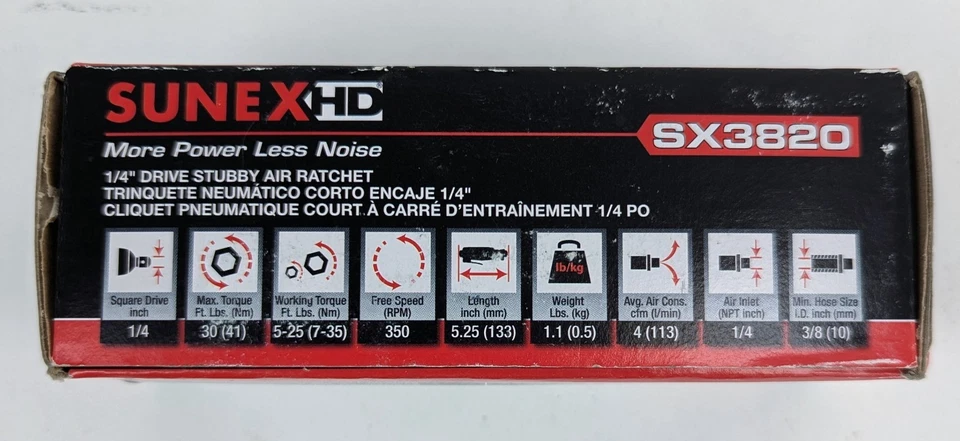 SUNEX HD
SX3820
More Power Less Noise
1/4" DRIVE STUBBY AIR RATCHET
TRINQUETE NEUMÁTICO CORTO ENCAJE 1/4"
CLIQUET PNEUMATIQUE COURT À CARRÉ D'ENTRAÎNEMENT 1/4 PO
lb/kg
Square Drive
inch
1/4
Max. Torque
Ft. Lbs. (Nm)
30 (41)
Working Torque
Ft. Lbs. (Nm)
5-25 (7-35)
Free Speed
(RPM)
350
Length
inch (mm)
5.25 (133)
Weight
Lbs. (kg)
1.1 (0.5)
Avg. Air Cons.
cfm (l/min)
4 (113)
Air Inlet
(NPT inch)
1/4
Min. Hose Size
I.D. inch (mm)
3/8 (10)